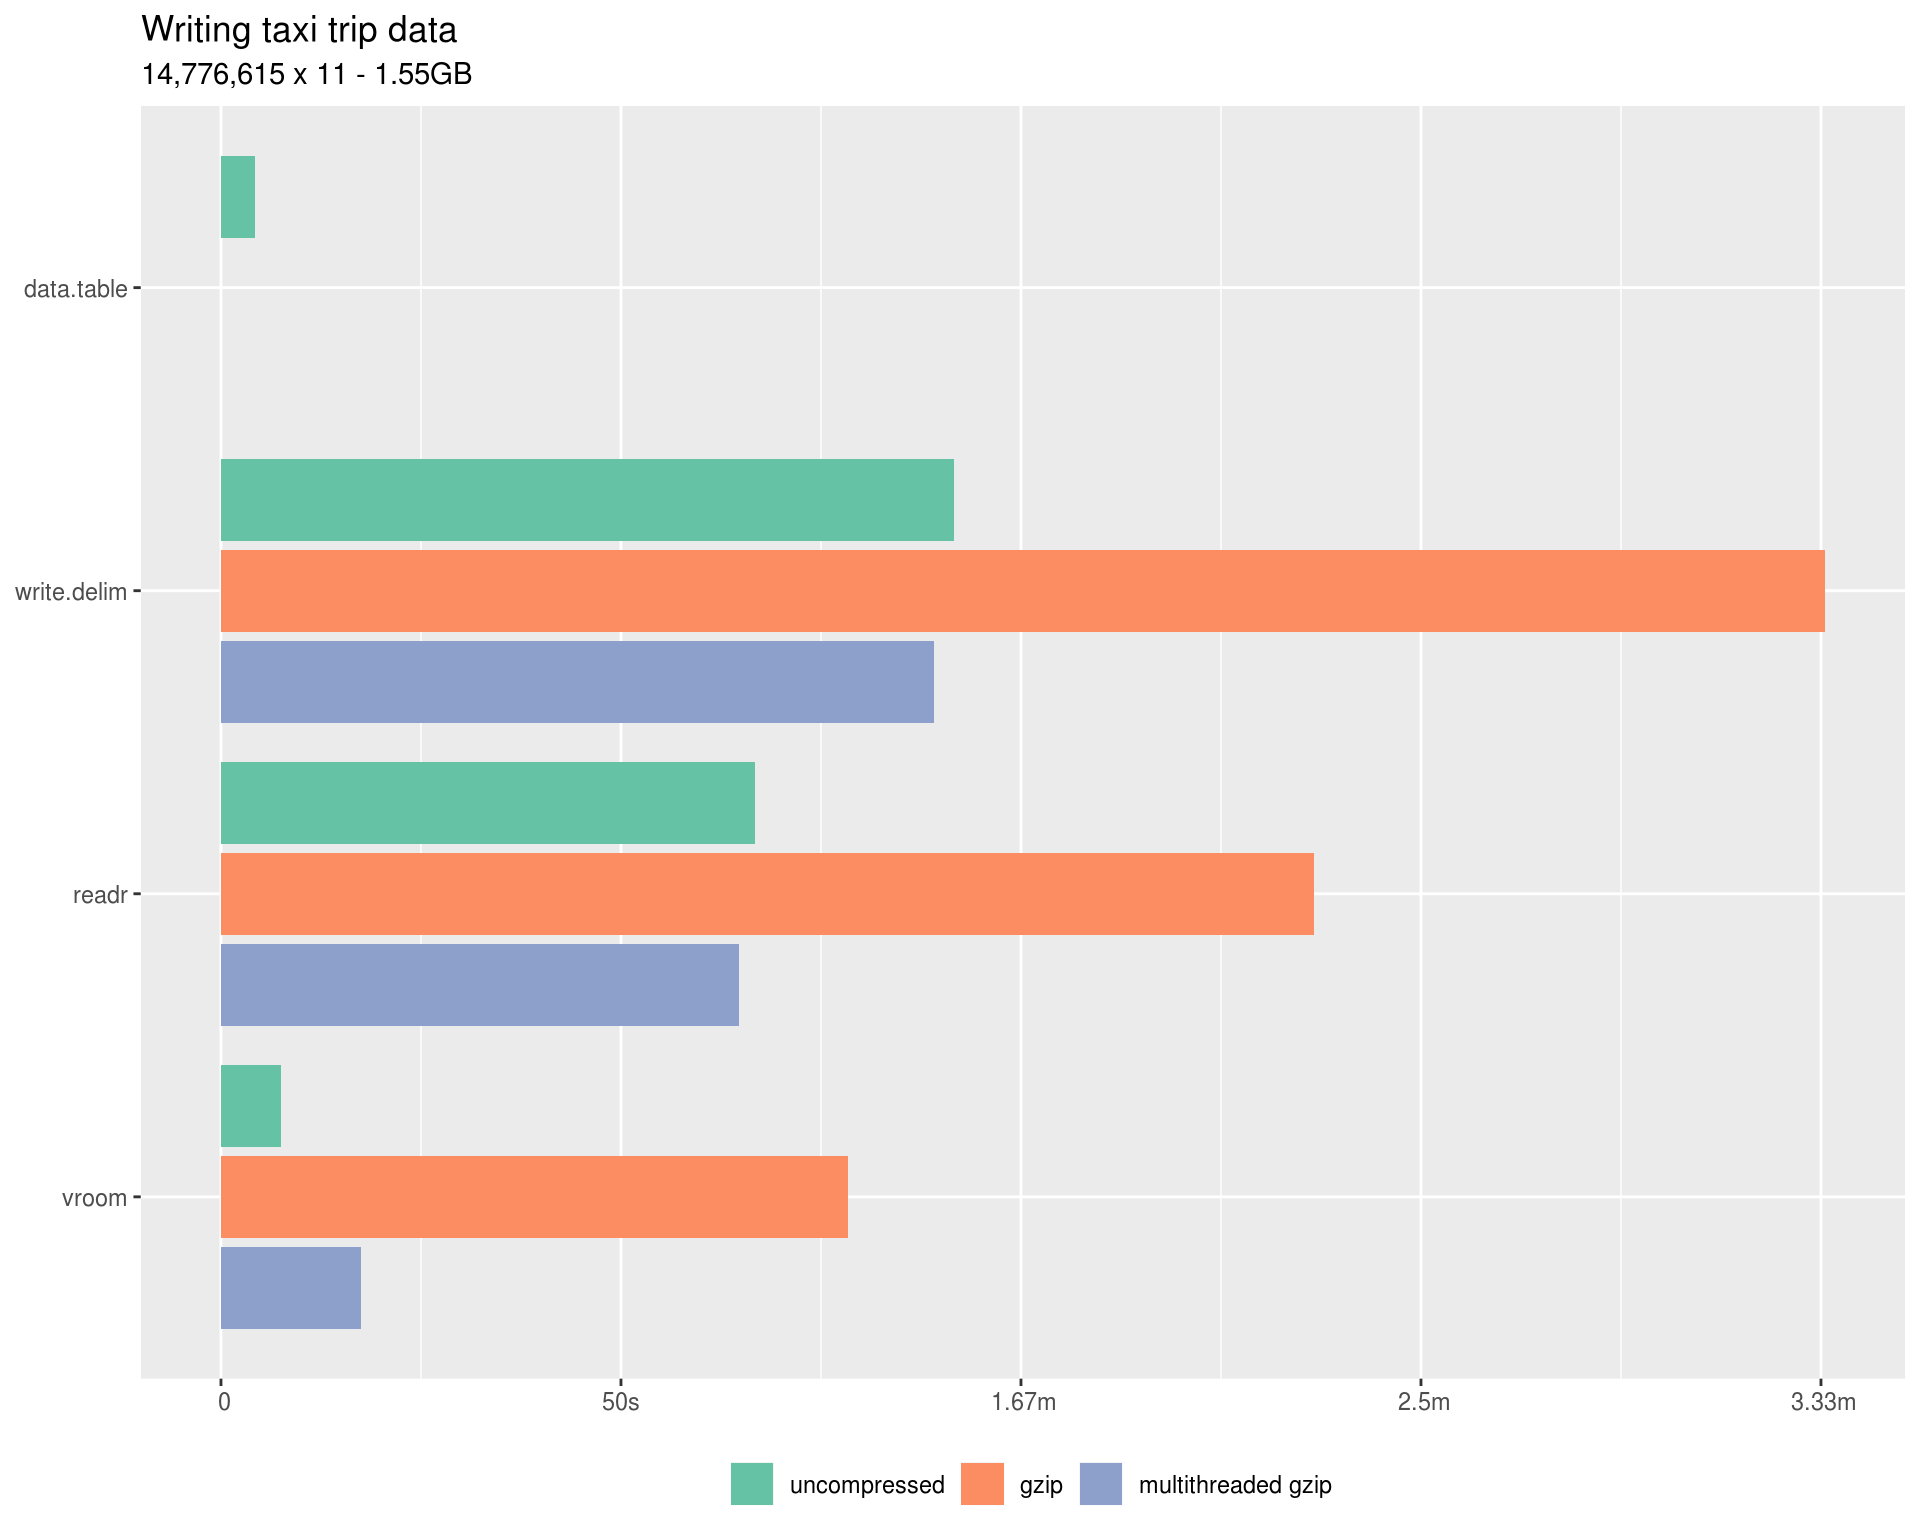 Writing taxi trip data
14,776,615 x 11 - 1.55GB
data.table
write.delim
readr
vroom
0 50s 1.67m 2.5m 3.33m
uncompressed gzip multithreaded gzip